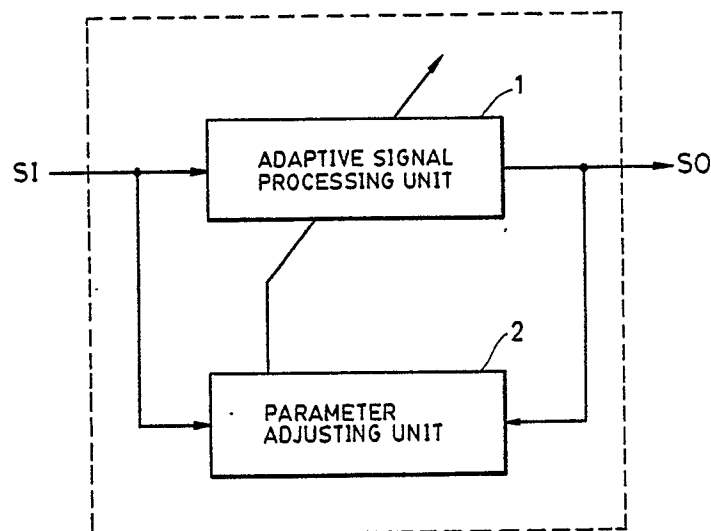 1
ADAPTIVE SIGNAL
PROCESSING UNIT
SI
SO
2
PARAMETER
ADJUSTING UNIT